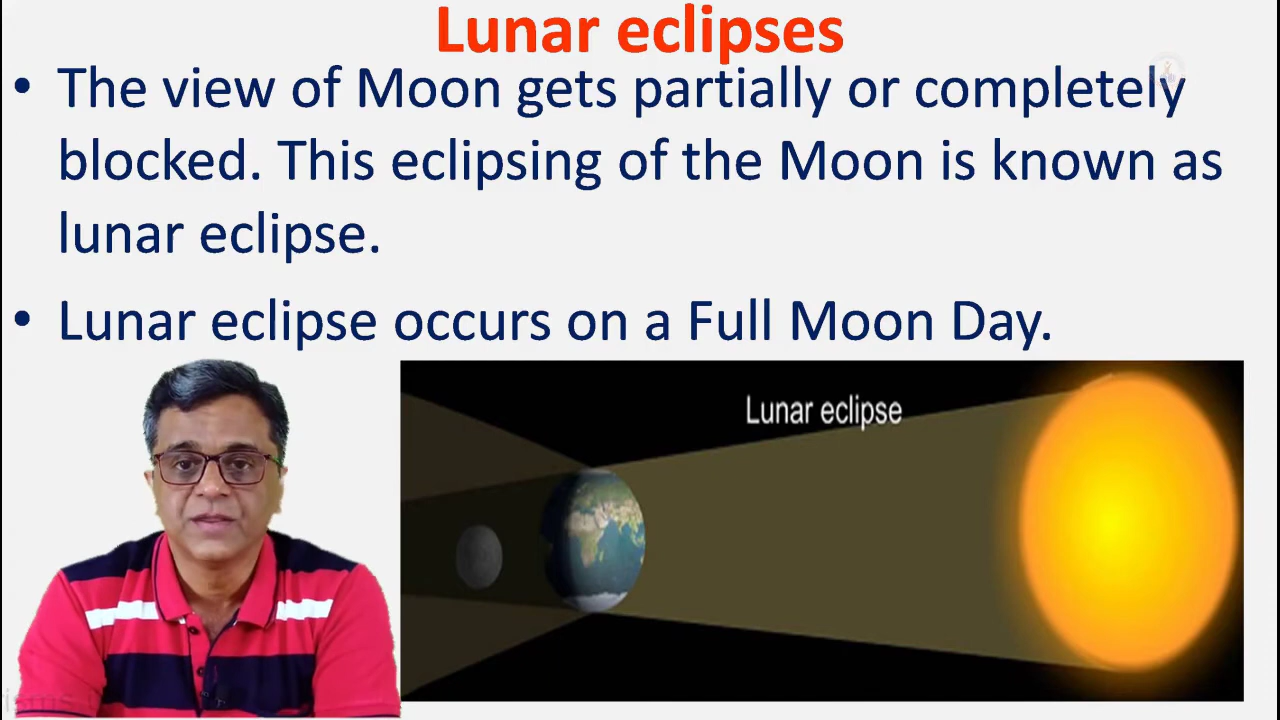 Lunar eclipses
• The view of Moon gets partially or completely
blocked. This eclipsing of the Moon is known as
lunar eclipse.
• Lunar eclipse occurs on a Full Moon Day.
Lunar eclipse